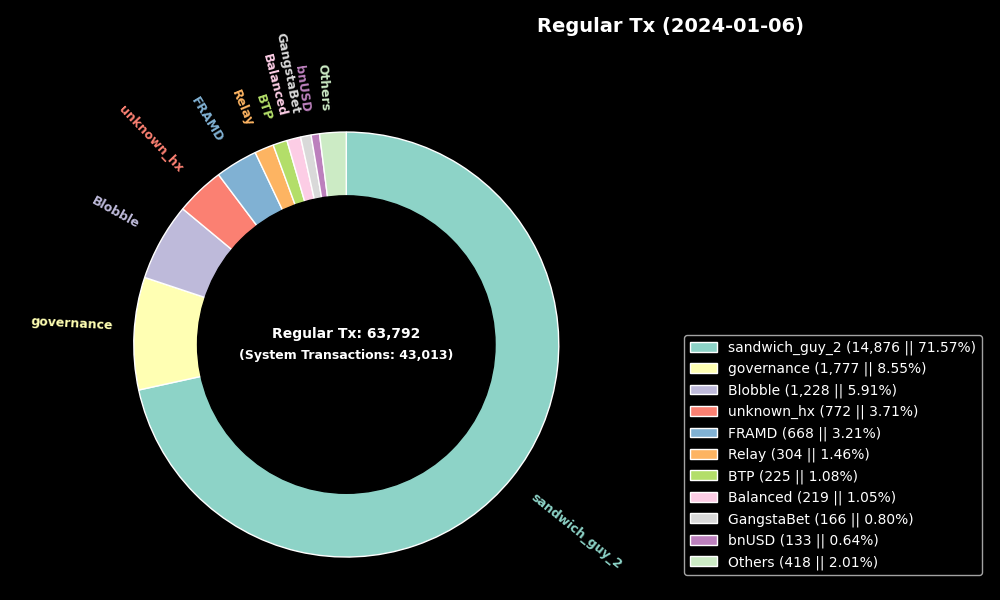 Regular Tx (2024-01-06)
GangstaBet
Balanced
bnUSD
Others
BTP
Relay
FRAMD
unknown_hx
Blobble
governance
sandwich_guy_2
Regular Tx: 63,792
(System Transactions: 43,013)
sandwich_guy_2 (14,876 || 71.57%)
governance (1,777 || 8.55%)
Blobble (1,228 || 5.91%)
unknown_hx (772 || 3.71%)
FRAMD (668 || 3.21%)
Relay (304 || 1.46%)
BTP (225 || 1.08%)
Balanced (219 || 1.05%)
GangstaBet (166 || 0.80%)
bnUSD (133 || 0.64%)
Others (418 || 2.01%)